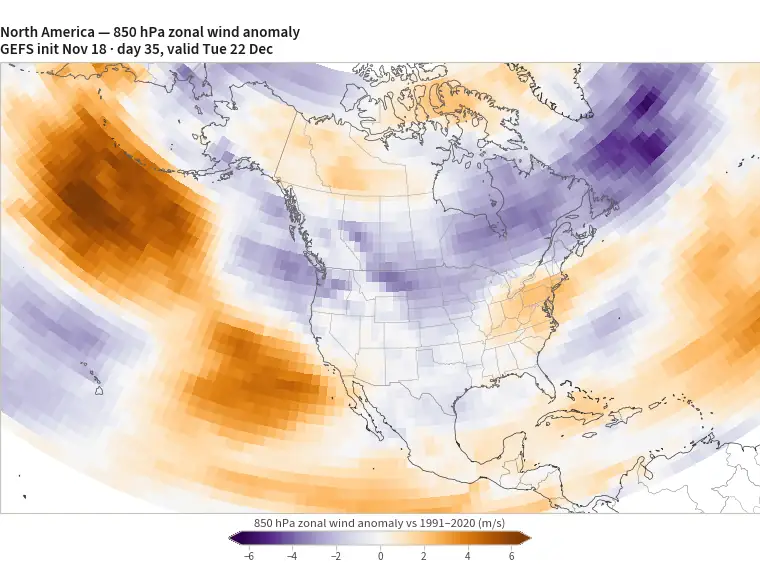 North America — 850 hPa zonal wind anomaly
GEFS init Nov 18 · day 35, valid Tue 22 Dec
850 hPa zonal wind anomaly vs 1991–2020 (m/s)
−6 −4 −2 0 2 4 6